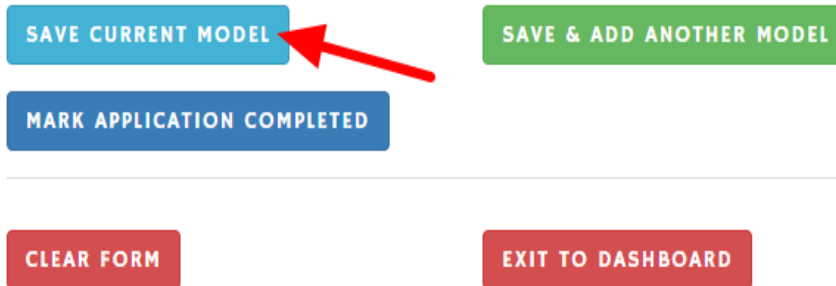 SAVE CURRENT MODEL
SAVE & ADD ANOTHER MODEL
MARK APPLICATION COMPLETED
CLEAR FORM
EXIT TO DASHBOARD